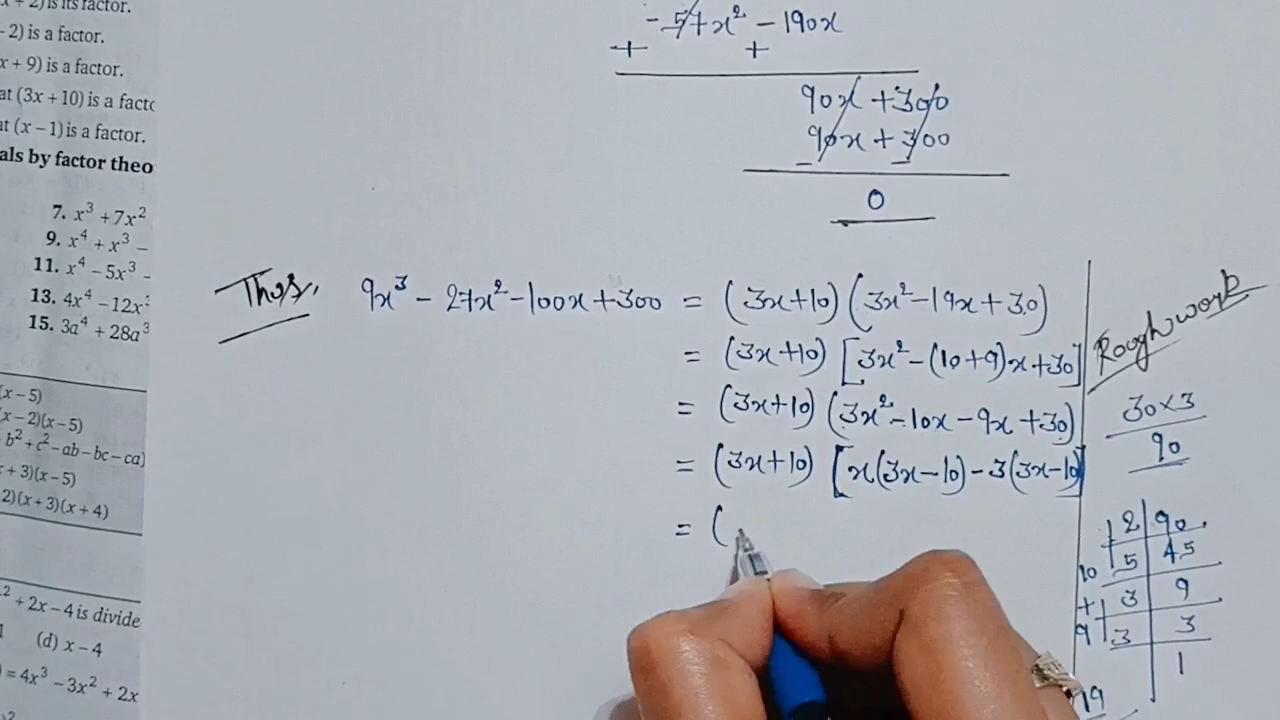 x + 2) is its factor.
- 2) is a factor.
x + 9) is a factor.
at (3x + 10) is a facto
at (x – 1) is a factor.
als by factor theo
7. x³ + 7x²
9. x⁴ + x³ –
11. x⁴ – 5x³ –
13. 4x⁴ – 12x³
15. 3a⁴ + 28a³
(x – 5)
(x – 2)(x – 5)
b² + c² – ab – bc – ca)
x + 3)(x – 5)
2)(x + 3)(x + 4)
² + 2x – 4 is divide
(d) x – 4
) = 4x³ – 3x² + 2x
- 57x² - 190x
+ +
90x + 300
90x + 300
- -
0
Thus, 9x³ - 27x² - 100x + 300 = (3x+10) (3x² - 19x + 30)
= (3x+10) [3x² - (10+9)x + 30]
= (3x+10) (3x² - 10x - 9x + 30)
= (3x+10) [x(3x-10) - 3(3x-10)]
= (
Rough work
30 × 3
90
2 90
5 45
10
3 9
+
9 3 3
1
19